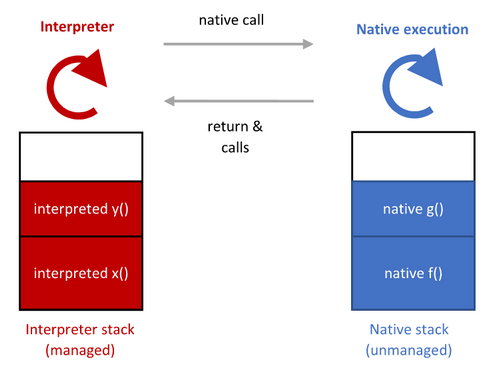 Interpreter
native call
Native execution
return &
calls
interpreted y()
native g()
interpreted x()
native f()
Interpreter stack
(managed)
Native stack
(unmanaged)